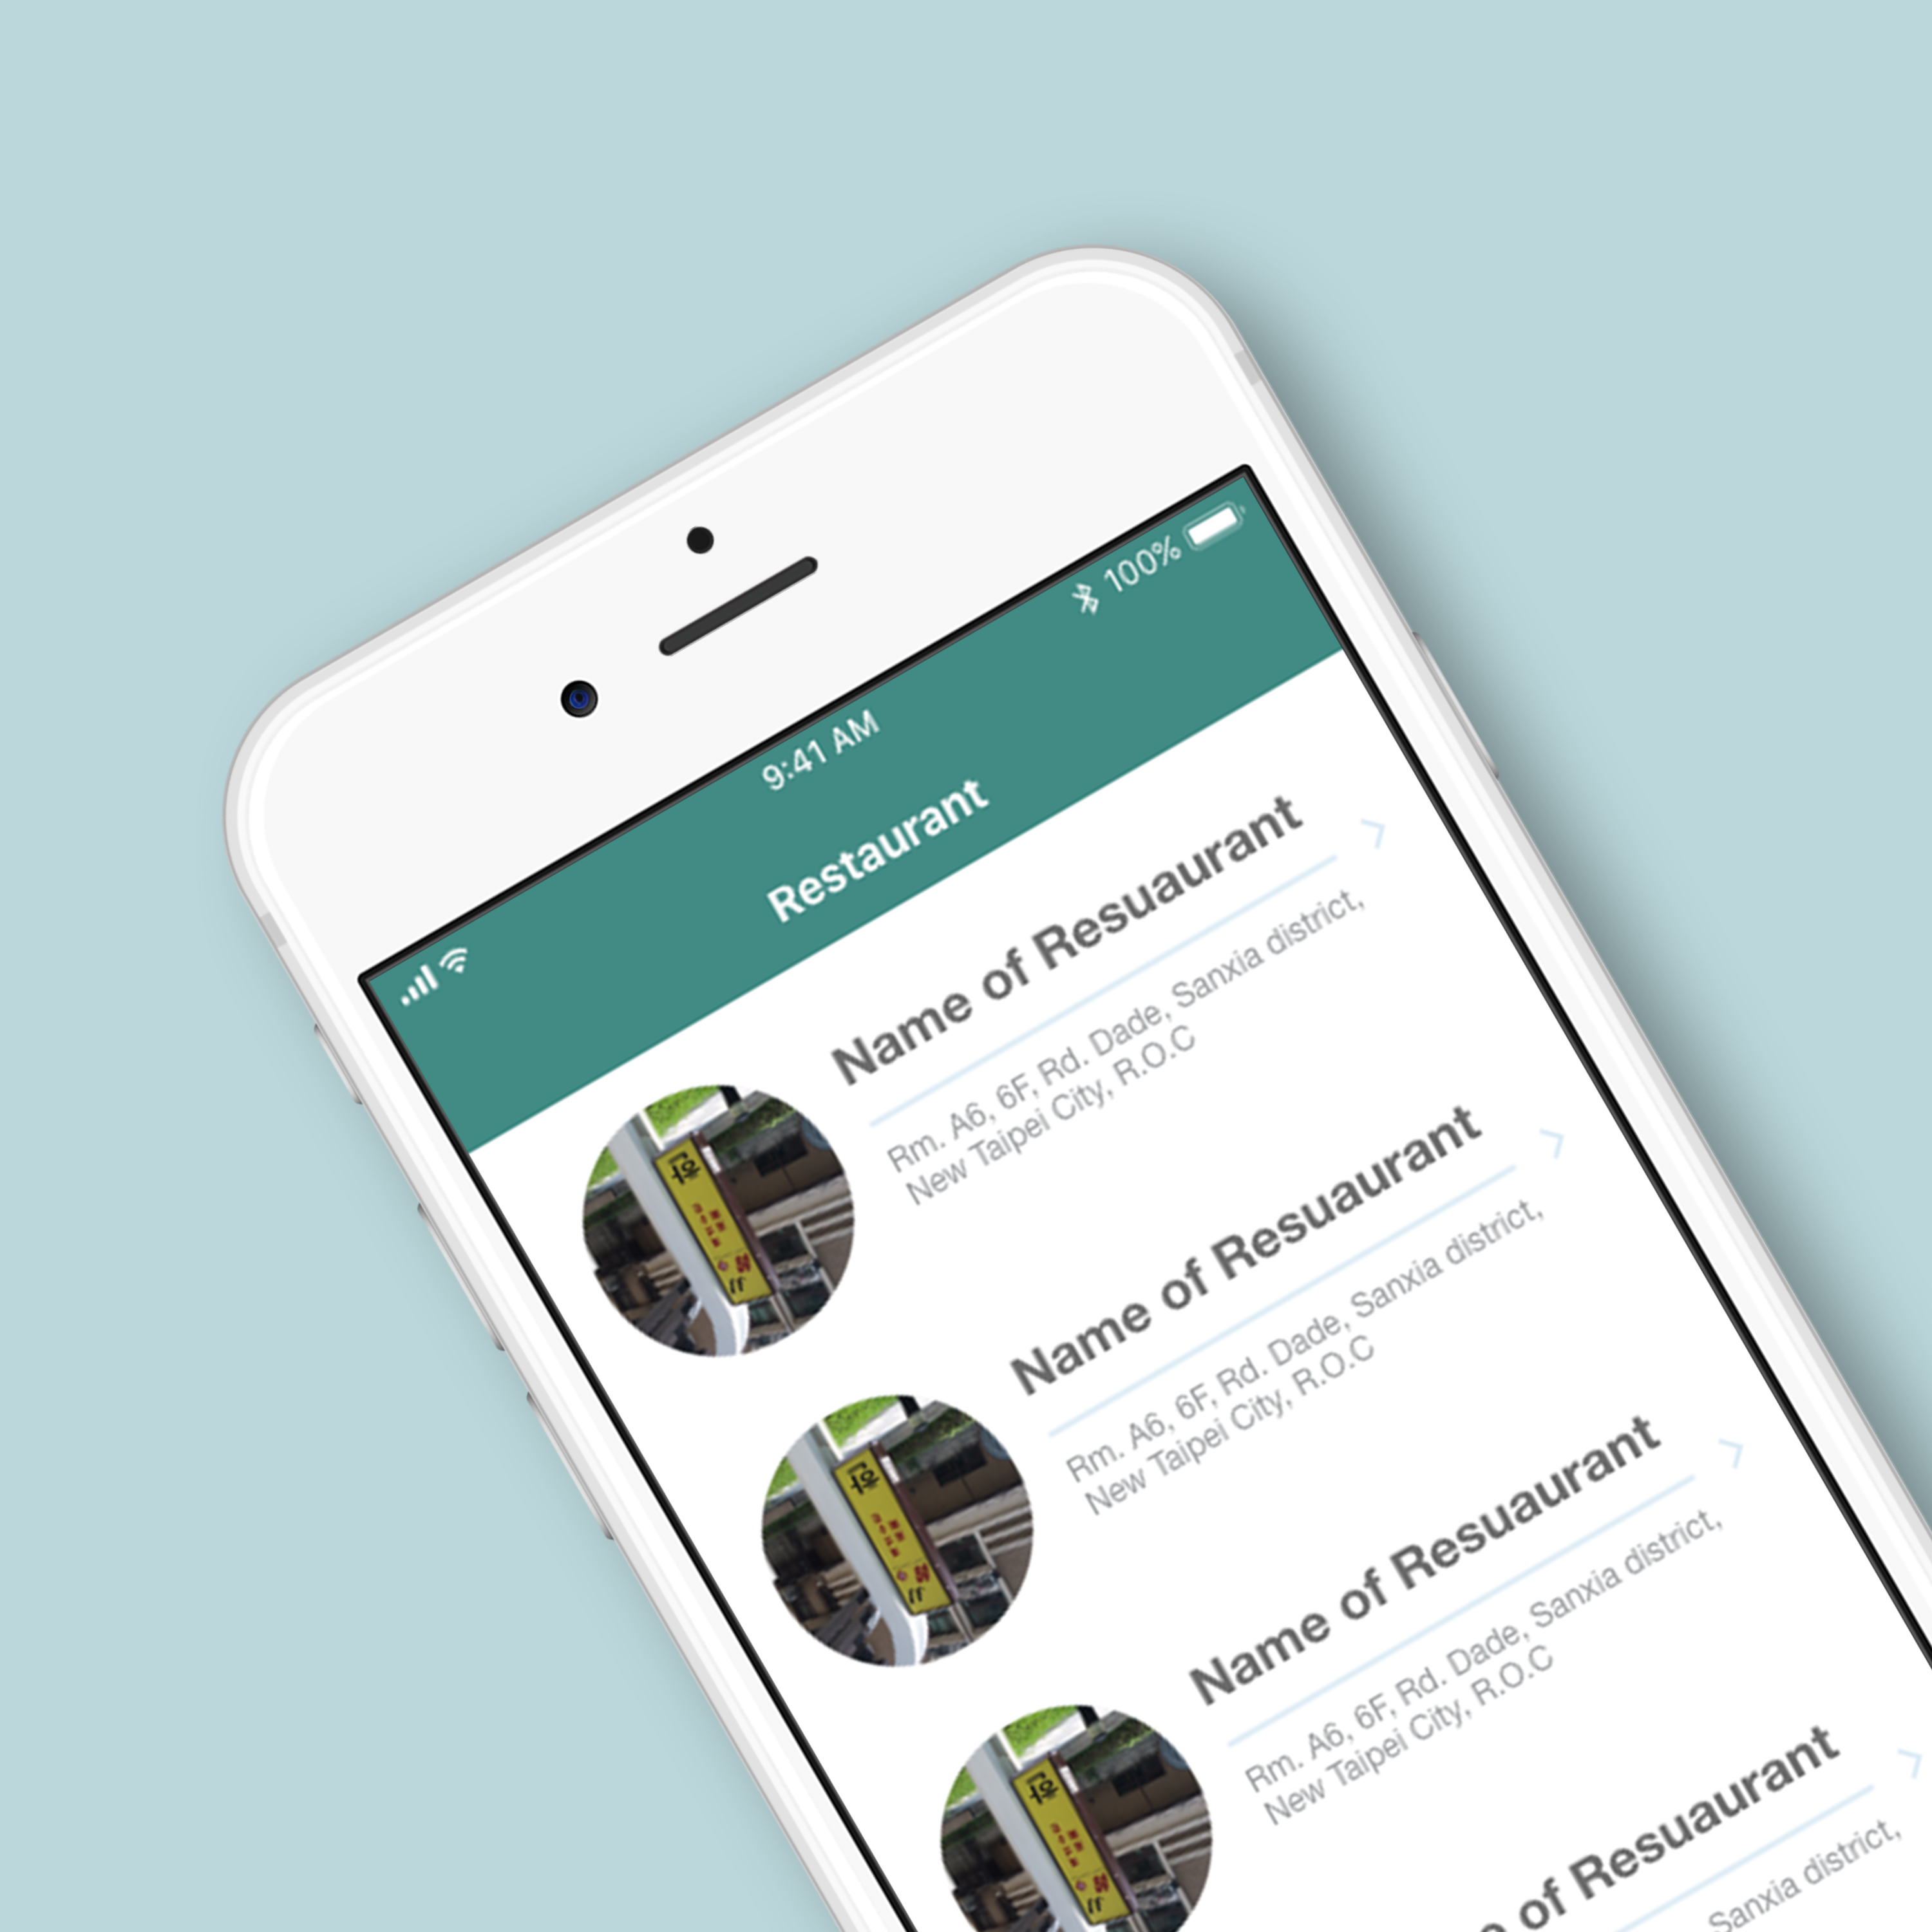 9:41 AM
100%
Restaurant
Name of Resuaurant
Rm. A6, 6F, Rd. Dade, Sanxia district,
New Taipei City, R.O.C
Name of Resuaurant
Rm. A6, 6F, Rd. Dade, Sanxia district,
New Taipei City, R.O.C
Name of Resuaurant
Rm. A6, 6F, Rd. Dade, Sanxia district,
New Taipei City, R.O.C
of Resuaurant
Sanxia district,